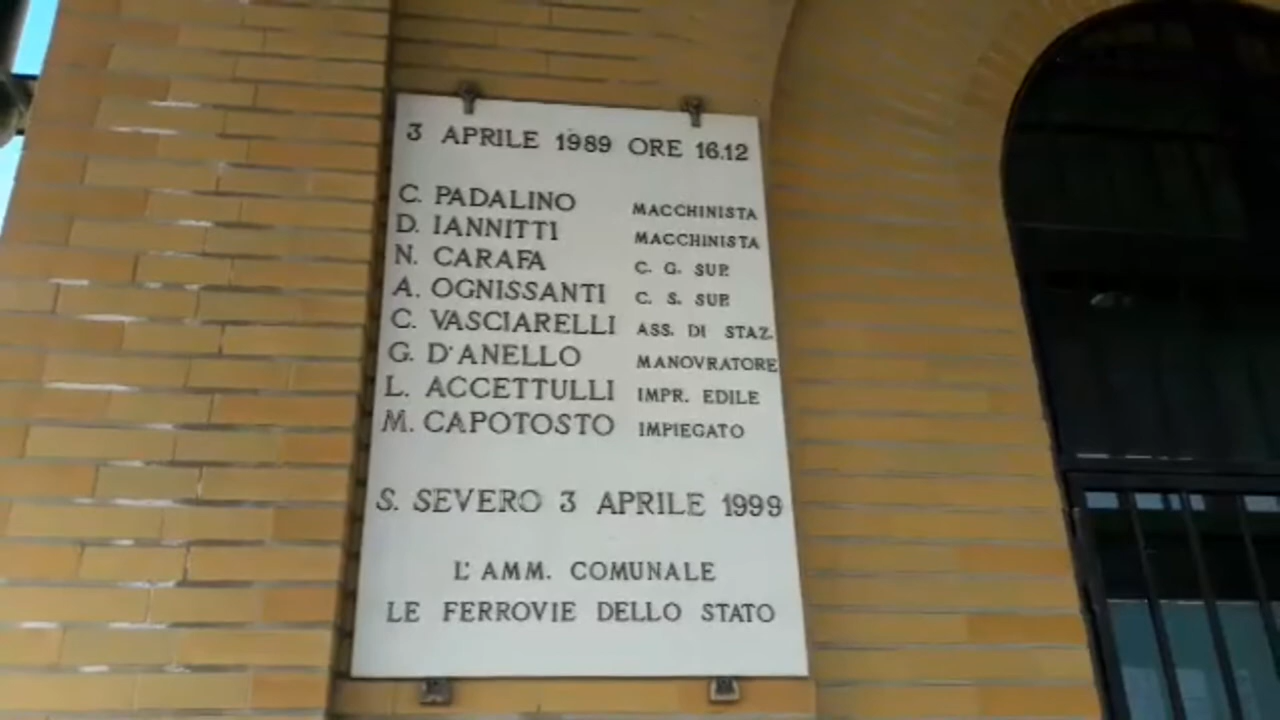 3 APRILE 1989 ORE 16.12
C. PADALINO MACCHINISTA
D. IANNITTI MACCHINISTA
N. CARAFA C. G. SUP.
A. OGNISSANTI C. S. SUP.
C. VASCIARELLI ASS. DI STAZ.
G. D'ANELLO MANOVRATORE
L. ACCETTULLI IMPR. EDILE
M. CAPOTOSTO IMPIEGATO
S. SEVERO 3 APRILE 1999
L' AMM. COMUNALE
LE FERROVIE DELLO STATO